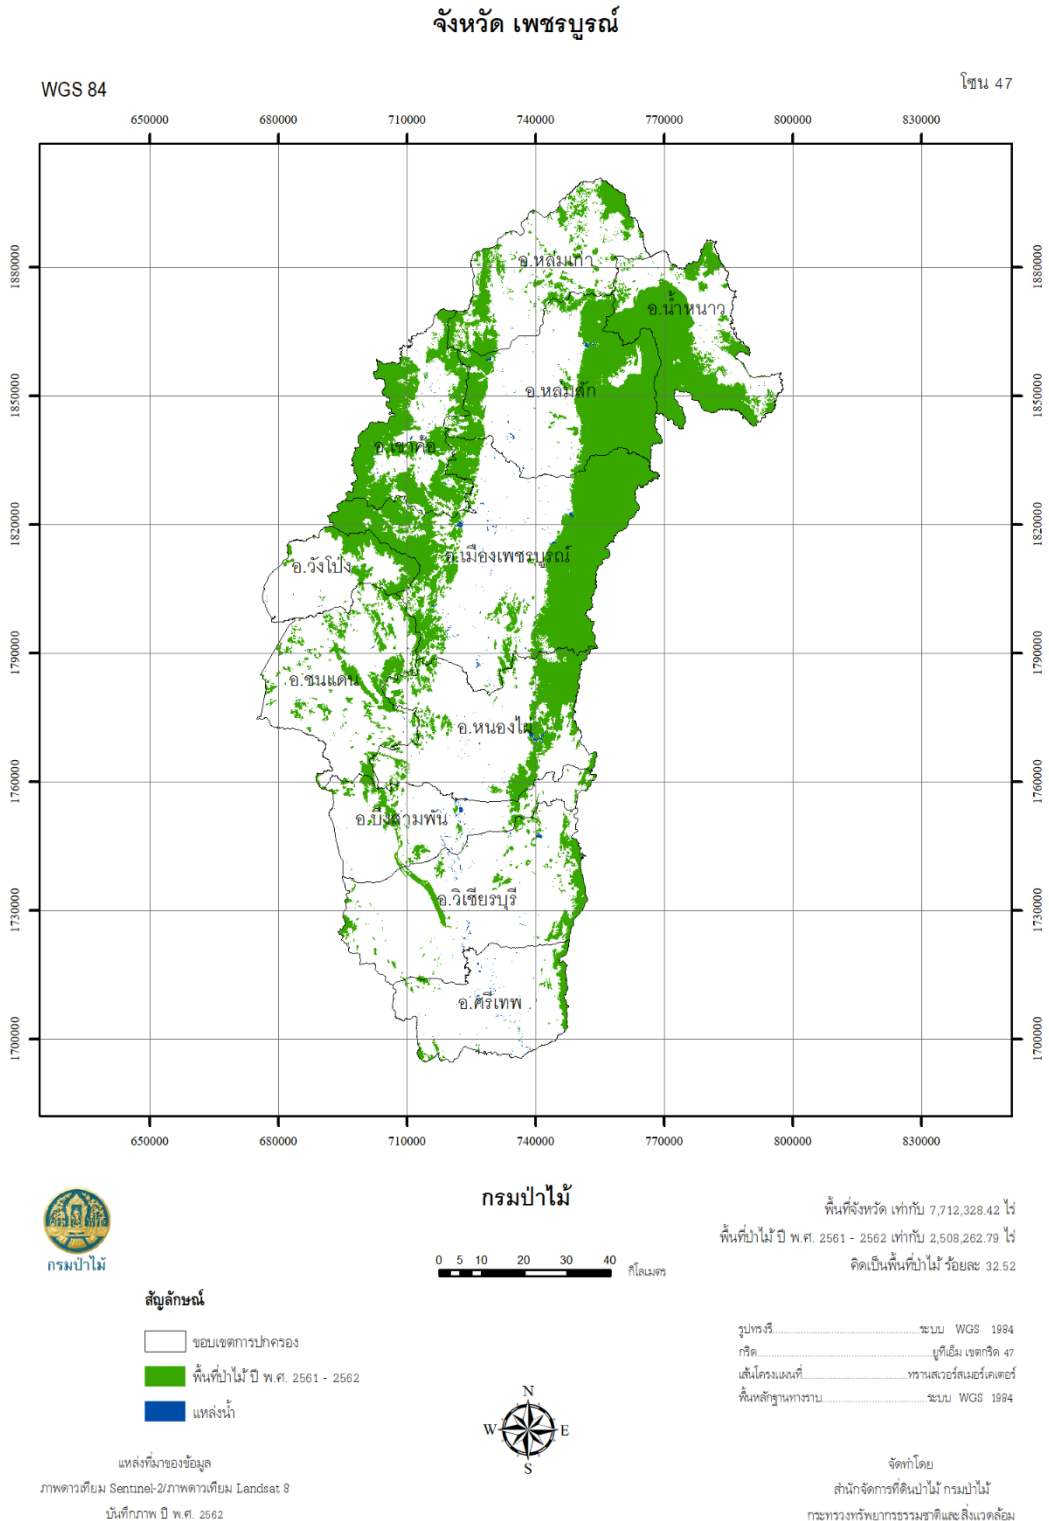 จังหวัด เพชรบูรณ์
WGS 84
โซน 47
650000 680000 710000 740000 770000 800000 830000
1880000 1880000
1850000 1850000
1820000 1820000
1790000 1790000
1760000 1760000
1730000 1730000
1700000 1700000
อ.หล่มเก่า
อ.น้ำหนาว
อ.หล่มสัก
อ.เขาค้อ
อ.เมืองเพชรบูรณ์
อ.วังโป่ง
อ.ชนแดน
อ.หนองไผ่
อ.บึงสามพัน
อ.วิเชียรบุรี
อ.ศรีเทพ
650000 680000 710000 740000 770000 800000 830000
กรมป่าไม้
กรมป่าไม้
0 5 10 20 30 40
กิโลเมตร
พื้นที่จังหวัด เท่ากับ 7,712,328.42 ไร่
พื้นที่ป่าไม้ ปี พ.ศ. 2561 - 2562 เท่ากับ 2,508,262.79 ไร่
คิดเป็นพื้นที่ป่าไม้ ร้อยละ 32.52
สัญลักษณ์
ขอบเขตการปกครอง
พื้นที่ป่าไม้ ปี พ.ศ. 2561 - 2562
แหล่งน้ำ
N
W E
S
รูปทรงรี..........ระบบ WGS 1984
กริด..........ยูทีเอ็ม เขตกริด 47
เส้นโครงแผนที่..........ทรานสเวอร์สเมอร์เคเตอร์
พื้นหลักฐานทางราบ..........ระบบ WGS 1984
แหล่งที่มาของข้อมูล
ภาพดาวเทียม Sentinel-2/ภาพดาวเทียม Landsat 8
บันทึกภาพ ปี พ.ศ. 2562
จัดทำโดย
สำนักจัดการที่ดินป่าไม้ กรมป่าไม้
กระทรวงทรัพยากรธรรมชาติและสิ่งแวดล้อม